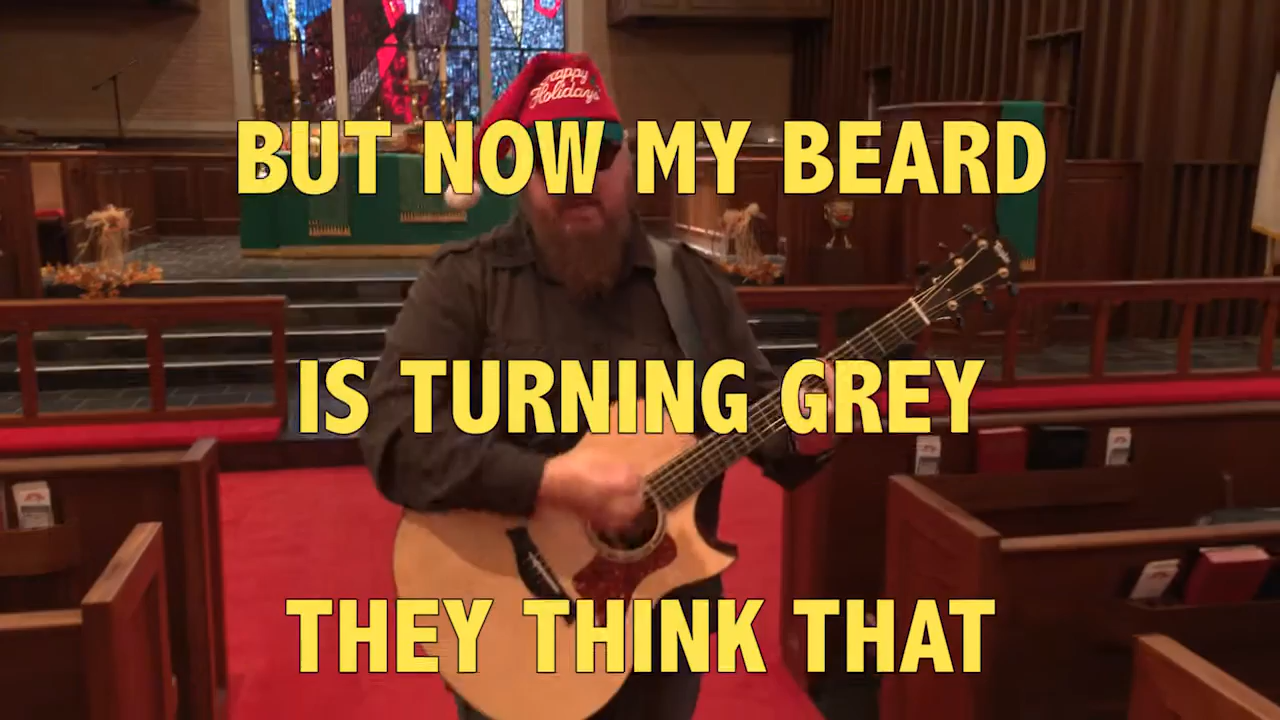 Happy
Holidays
BUT NOW MY BEARD
IS TURNING GREY
THEY THINK THAT